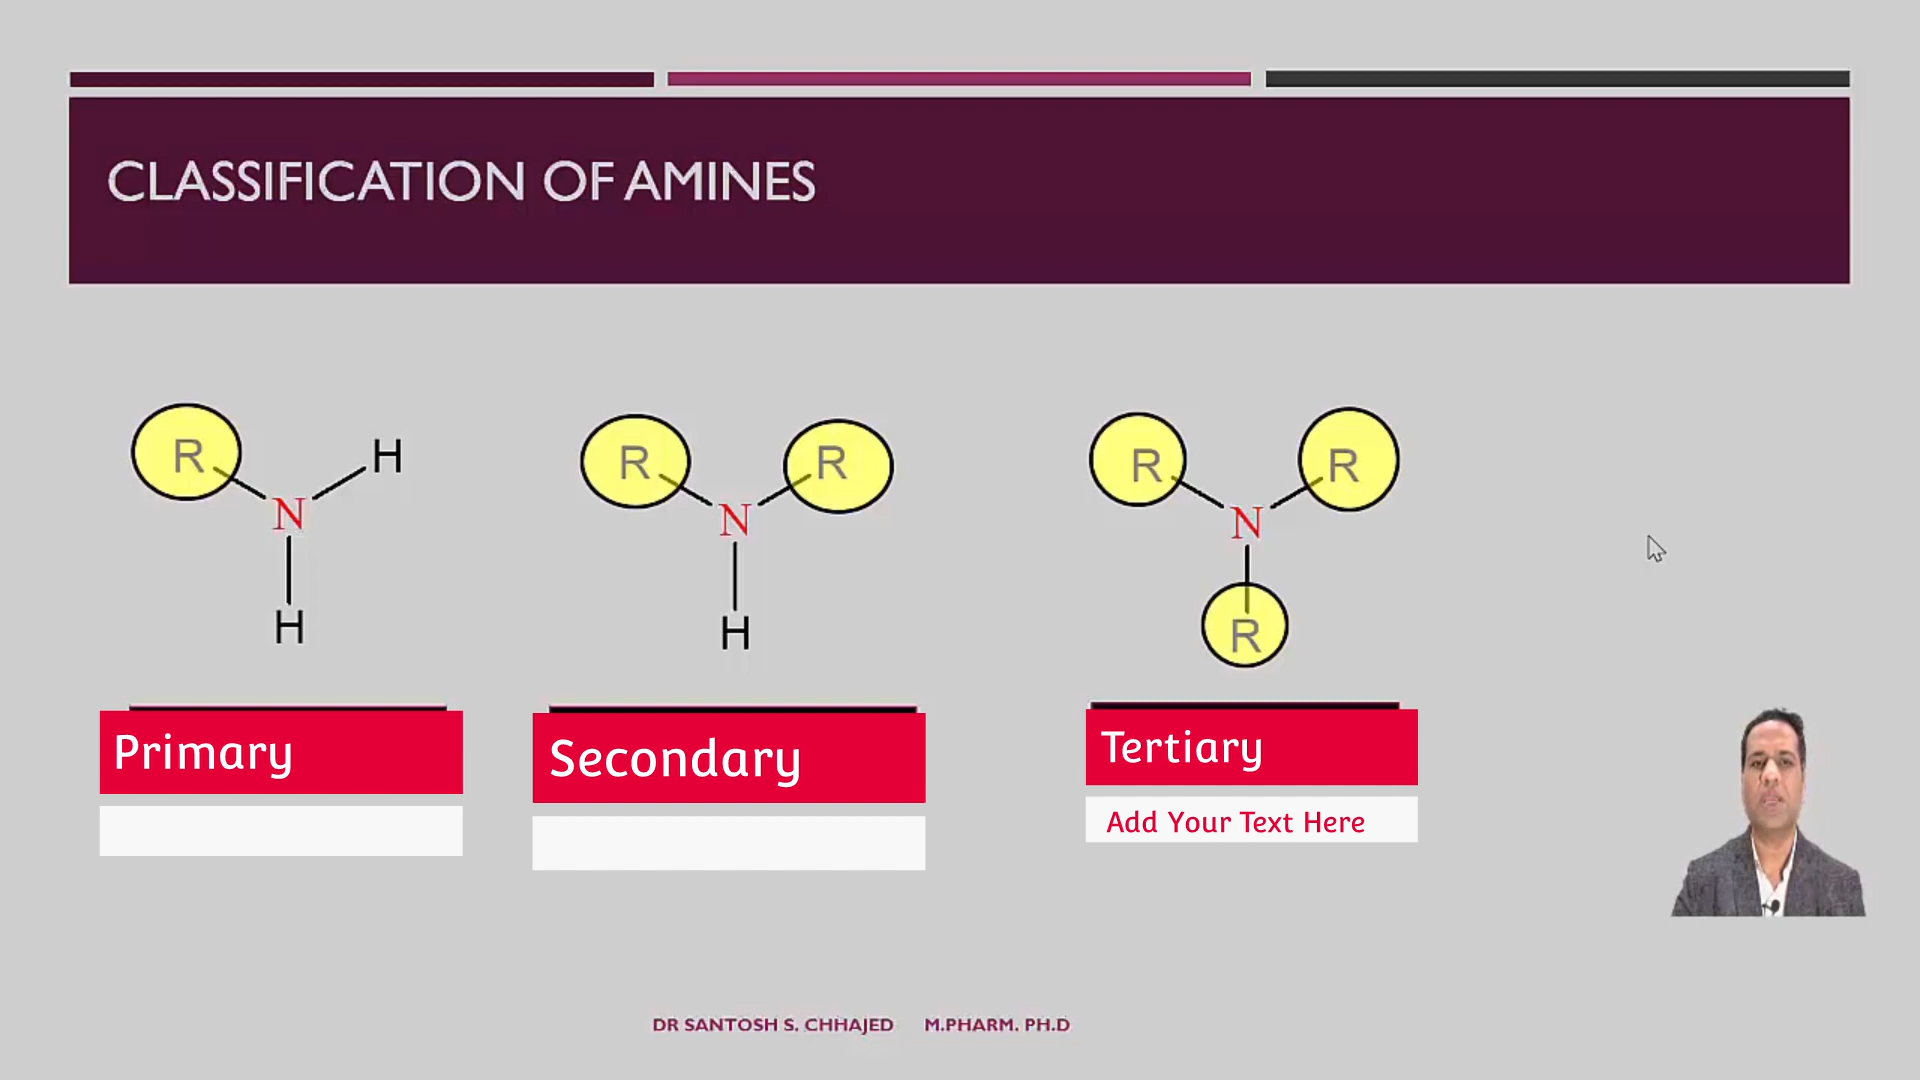 CLASSIFICATION OF AMINES
R
H
N
H
R
R
N
H
R
R
N
R
Primary
Secondary
Tertiary
Add Your Text Here
DR SANTOSH S. CHHAJED M.PHARM. PH.D